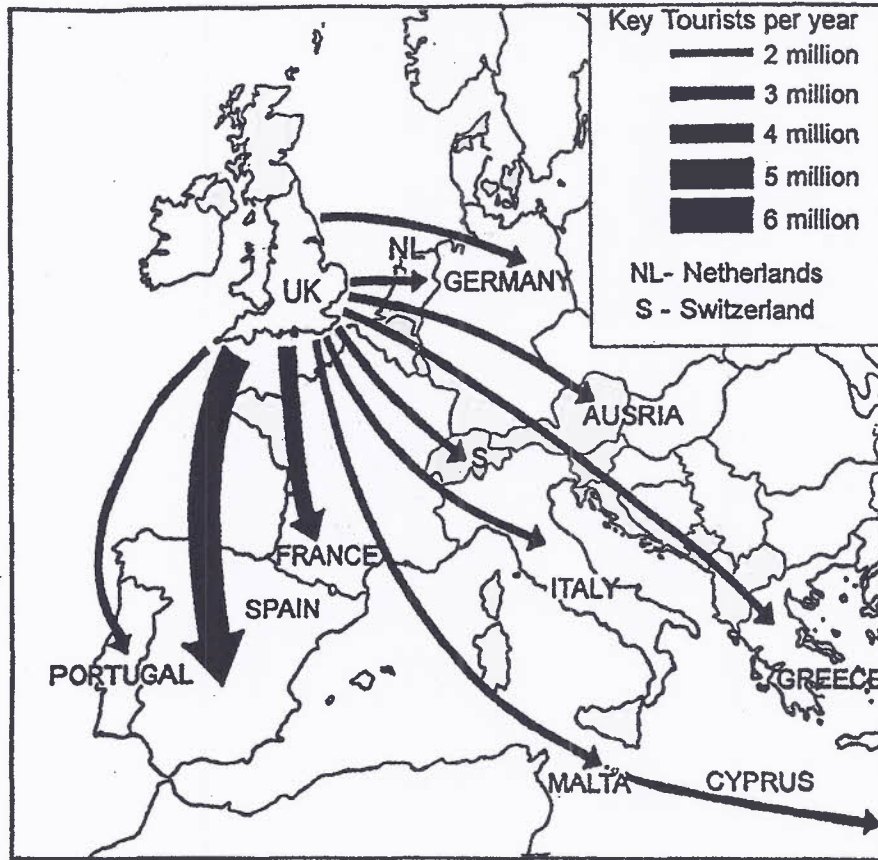 Key Tourists per year
2 million
3 million
4 million
5 million
6 million
NL- Netherlands
S - Switzerland
NL
GERMANY
UK
AUSRIA
S
FRANCE
ITALY
SPAIN
PORTUGAL
GREECE
MALTA
CYPRUS